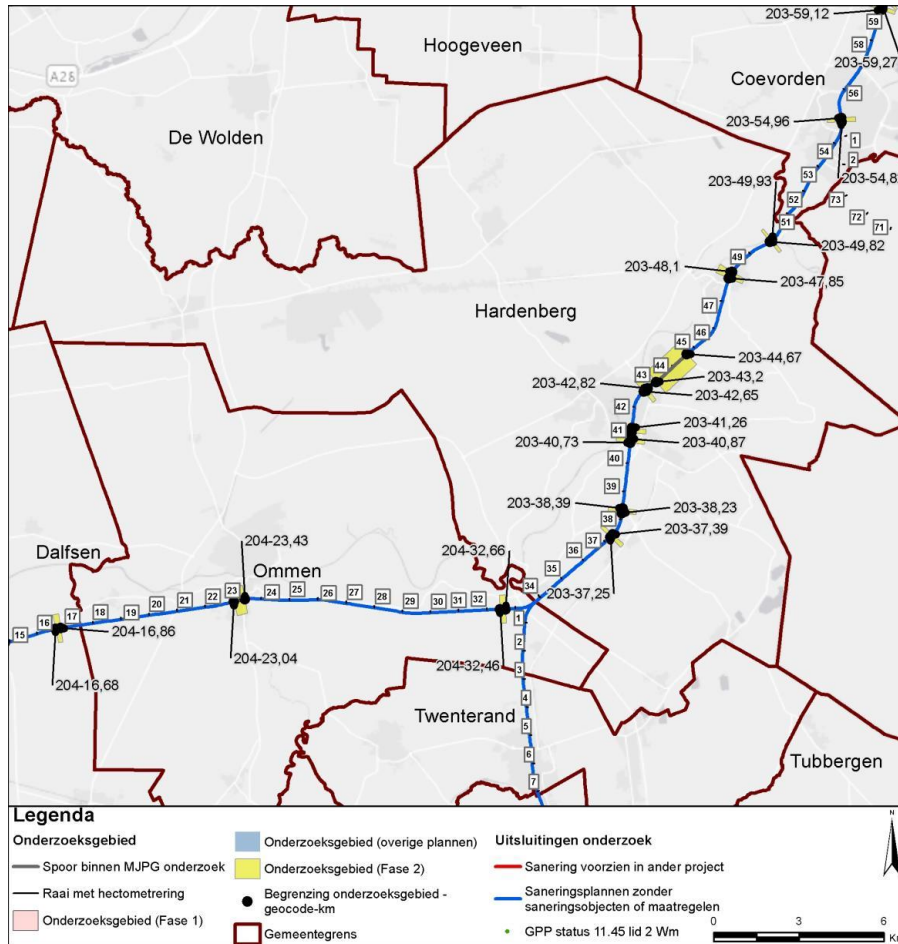 203-59,12
59
Hoogeveen
58
203-59,27
A28
Coevorden
56
De Wolden
203-54,96
1
54
2
203-49,93
53
203-54,8
52
73
51
72
71
203-49,82
49
203-48,1
203-47,85
Hardenberg
47
46
45
203-44,67
44
203-43,2
43
203-42,82
203-42,65
42
203-41,26
41
203-40,73
203-40,87
40
39
203-38,39
203-38,23
38
203-37,39
37
204-23,43
204-32,66
36
Dalfsen
35
Ommen
34
203-37,25
23
24
25
26
27
28
29
30
31
32
22
21
20
19
18
17
16
15
1
204-16,86
2
204-23,04
204-32,46
3
204-16,68
4
Twenterand
5
6
Tubbergen
7
Legenda
Onderzoeksgebied
Spoor binnen MJPG onderzoek
Raai met hectometrering
Onderzoeksgebied (Fase 1)
Onderzoeksgebied (overige plannen)
Onderzoeksgebied (Fase 2)
Begrenzing onderzoeksgebied -
geocode-km
Gemeentegrens
Uitsluitingen onderzoek
Sanering voorzien in ander project
Saneringsplannen zonder
saneringsobjecten of maatregelen
GPP status 11.45 lid 2 Wm
N
0 3 6
K